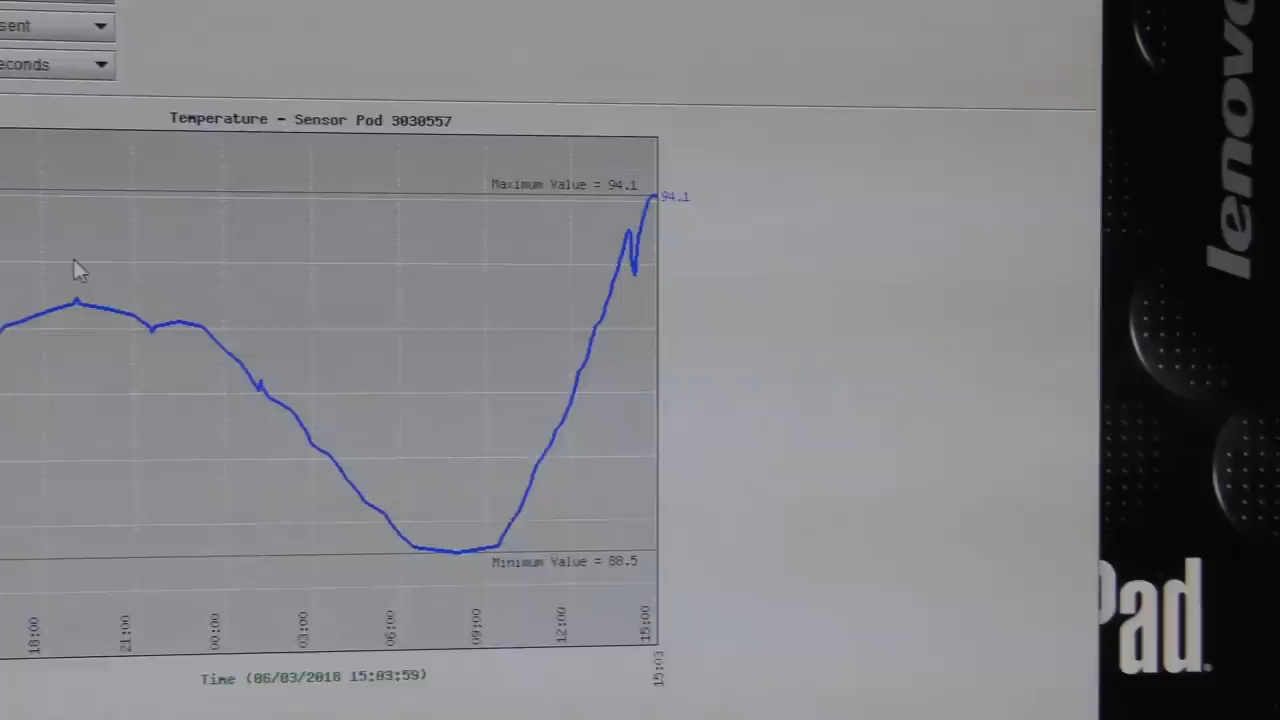 sent
econds
Temperature - Sensor Pod 3030557
Maximum Value = 94.1
94.1
Minimum Value = 88.5
18:00
21:00
00:00
03:00
06:00
09:00
12:00
15:00
15:03
Time (06/03/2018 15:03:59)
lenovo
Pad